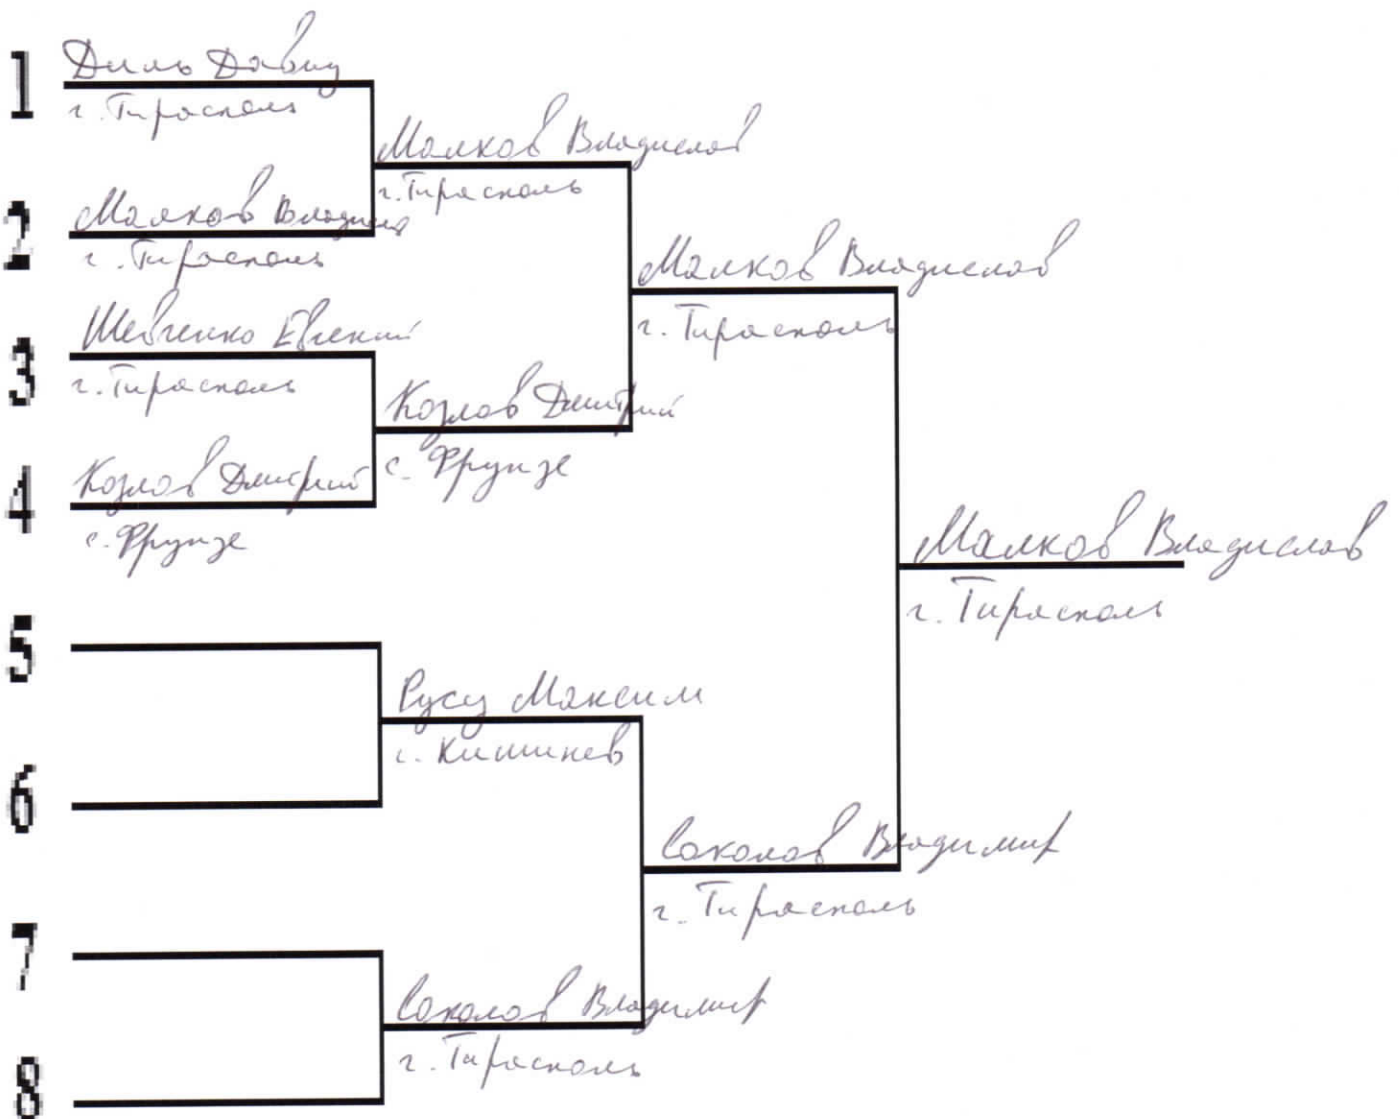 1
Диль Давид
г. Тирасполь
2
Малков Владислав
г. Тирасполь
3
Шевченко Евгений
г. Тирасполь
4
Козлов Дмитрий
с. Фрунзе
5
6
7
8
Малков Владислав
г. Тирасполь
Козлов Дмитрий
с. Фрунзе
Русу Максим
г. Кишинев
Соколов Владимир
г. Тирасполь
Малков Владислав
г. Тирасполь
Соколов Владимир
г. Тирасполь
Малков Владислав
г. Тирасполь